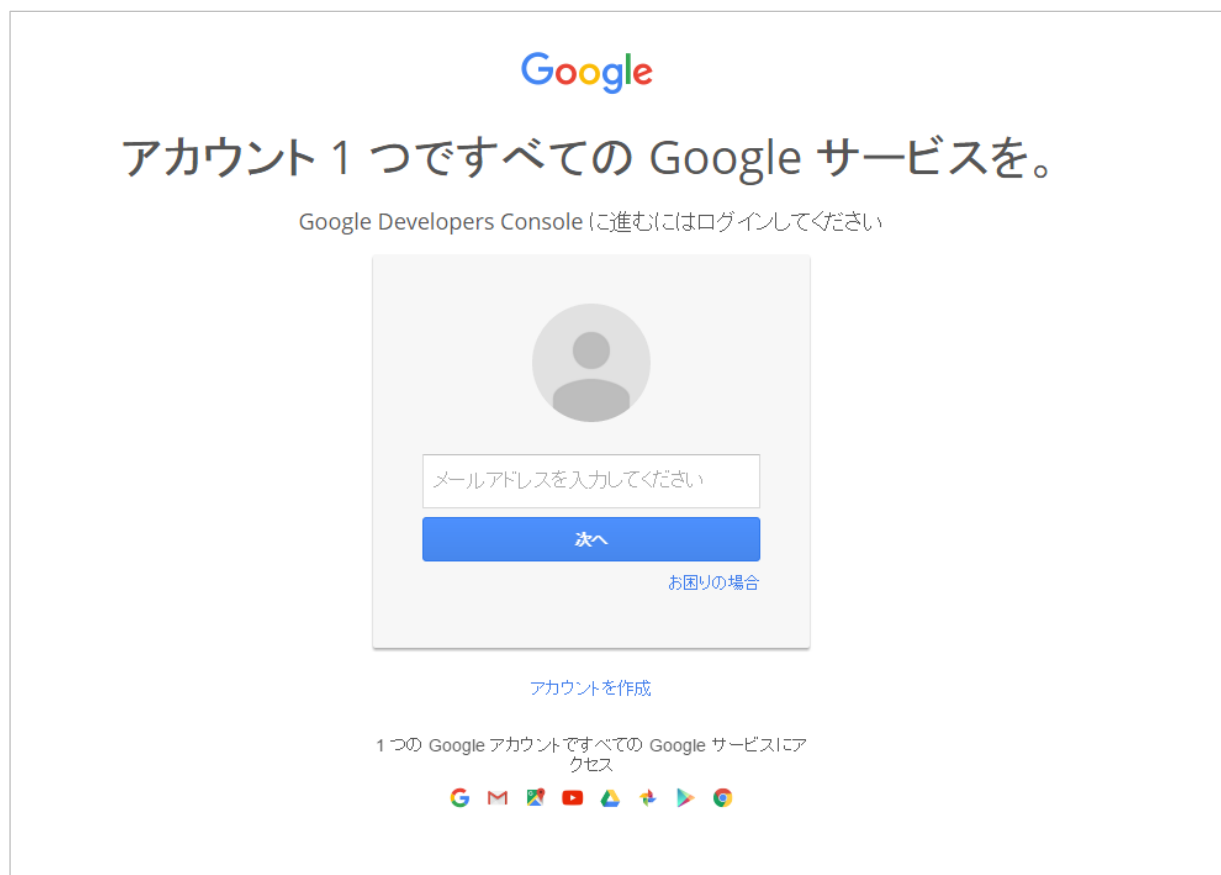 Google
アカウント 1 つですべての Google サービスを。
Google Developers Console に進むにはログインしてください
メールアドレスを入力してください
次へ
お困りの場合
アカウントを作成
1 つの Google アカウントですべての Google サービスにア
クセス